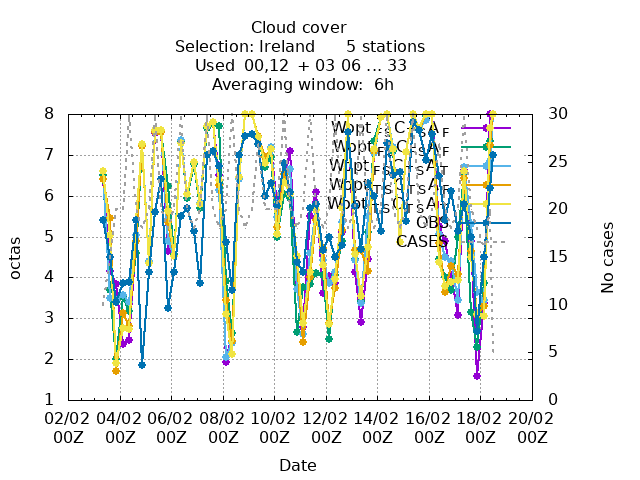 Cloud cover
Selection: Ireland 5 stations
Used 00,12 + 03 06 ... 33
Averaging window: 6h
octas
8
7
6
5
4
3
2
1
No cases
30
25
20
15
10
5
0
OBS
CASES
02/02 04/02 06/02 08/02 10/02 12/02 14/02 16/02 18/02 20/02
00Z 00Z 00Z 00Z 00Z 00Z 00Z 00Z 00Z 00Z
Date